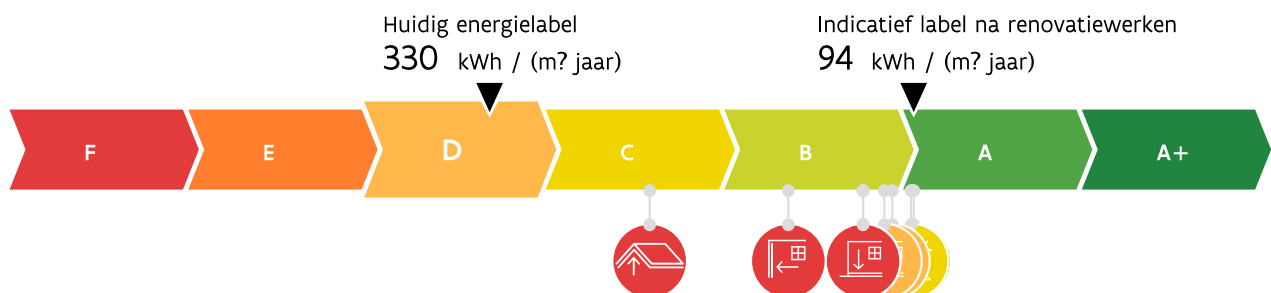 Huidig energielabel
330 kWh / (m? jaar)
Indicatief label na renovatiewerken
94 kWh / (m? jaar)
F E D C B A A+